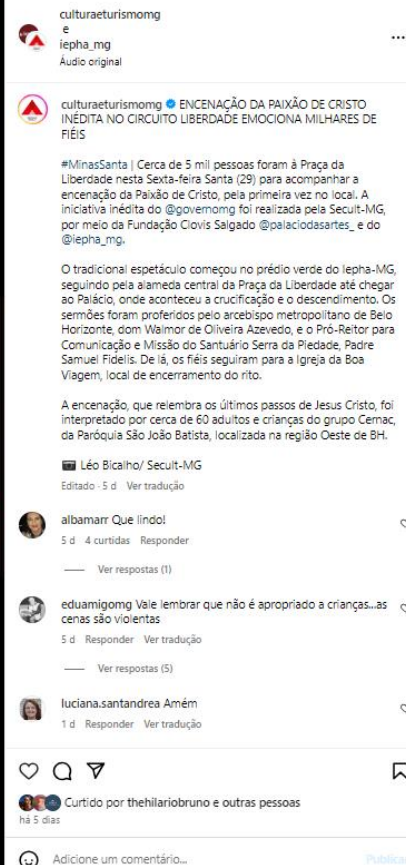 culturaeturismomg
e
iepha_mg
Áudio original
culturaeturismomg ENCENAÇÃO DA PAIXÃO DE CRISTO
INÉDITA NO CIRCUITO LIBERDADE EMOCIONA MILHARES DE
FIÉIS
#MinasSanta | Cerca de 5 mil pessoas foram à Praça da
Liberdade nesta Sexta-feira Santa (29) para acompanhar a
encenação da Paixão de Cristo, pela primeira vez no local. A
iniciativa inédita do @governomg foi realizada pela Secult-MG,
por meio da Fundação Clovis Salgado @palaciodasartes_ e do
@iepha_mg.
O tradicional espetáculo começou no prédio verde do Iepha-MG,
seguindo pela alameda central da Praça da Liberdade até chegar
ao Palácio, onde aconteceu a crucificação e o descendimento. Os
sermões foram proferidos pelo arcebispo metropolitano de Belo
Horizonte, dom Walmor de Oliveira Azevedo, e o Pró-Reitor para
Comunicação e Missão do Santuário Serra da Piedade, Padre
Samuel Fidelis. De lá, os fiéis seguiram para a Igreja da Boa
Viagem, local de encerramento do rito.
A encenação, que relembra os últimos passos de Jesus Cristo, foi
interpretado por cerca de 60 adultos e crianças do grupo Cernac,
da Paróquia São João Batista, localizada na região Oeste de BH.
Léo Bicalho/ Secult-MG
Editado · 5 d Ver tradução
albamarr Que lindo!
5 d 4 curtidas Responder
Ver respostas (1)
eduamigomg Vale lembrar que não é apropriado a crianças...as
cenas são violentas
5 d Responder Ver tradução
Ver respostas (5)
luciana.santandrea Amém
1 d Responder Ver tradução
Curtido por thehilariobruno e outras pessoas
há 5 dias
Adicione um comentário... Publicar